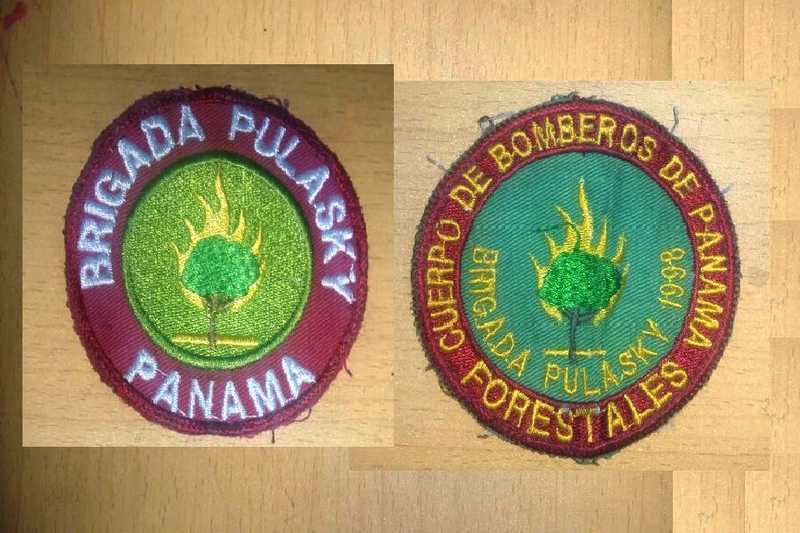 BRIGADA PULASKY
PANAMA
CUERPO DE BOMBEROS DE PANAMA
FORESTALES
BRIGADA PULASKY 1998